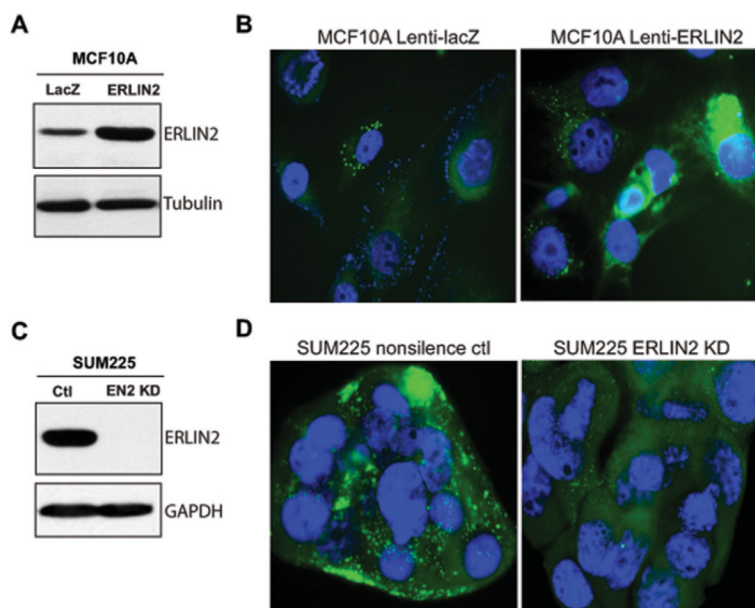 A
MCF10A
LacZ ERLIN2
ERLIN2
Tubulin
B
MCF10A Lenti-lacZ MCF10A Lenti-ERLIN2
C
SUM225
Ctl EN2 KD
ERLIN2
GAPDH
D
SUM225 nonsilence ctl SUM225 ERLIN2 KD